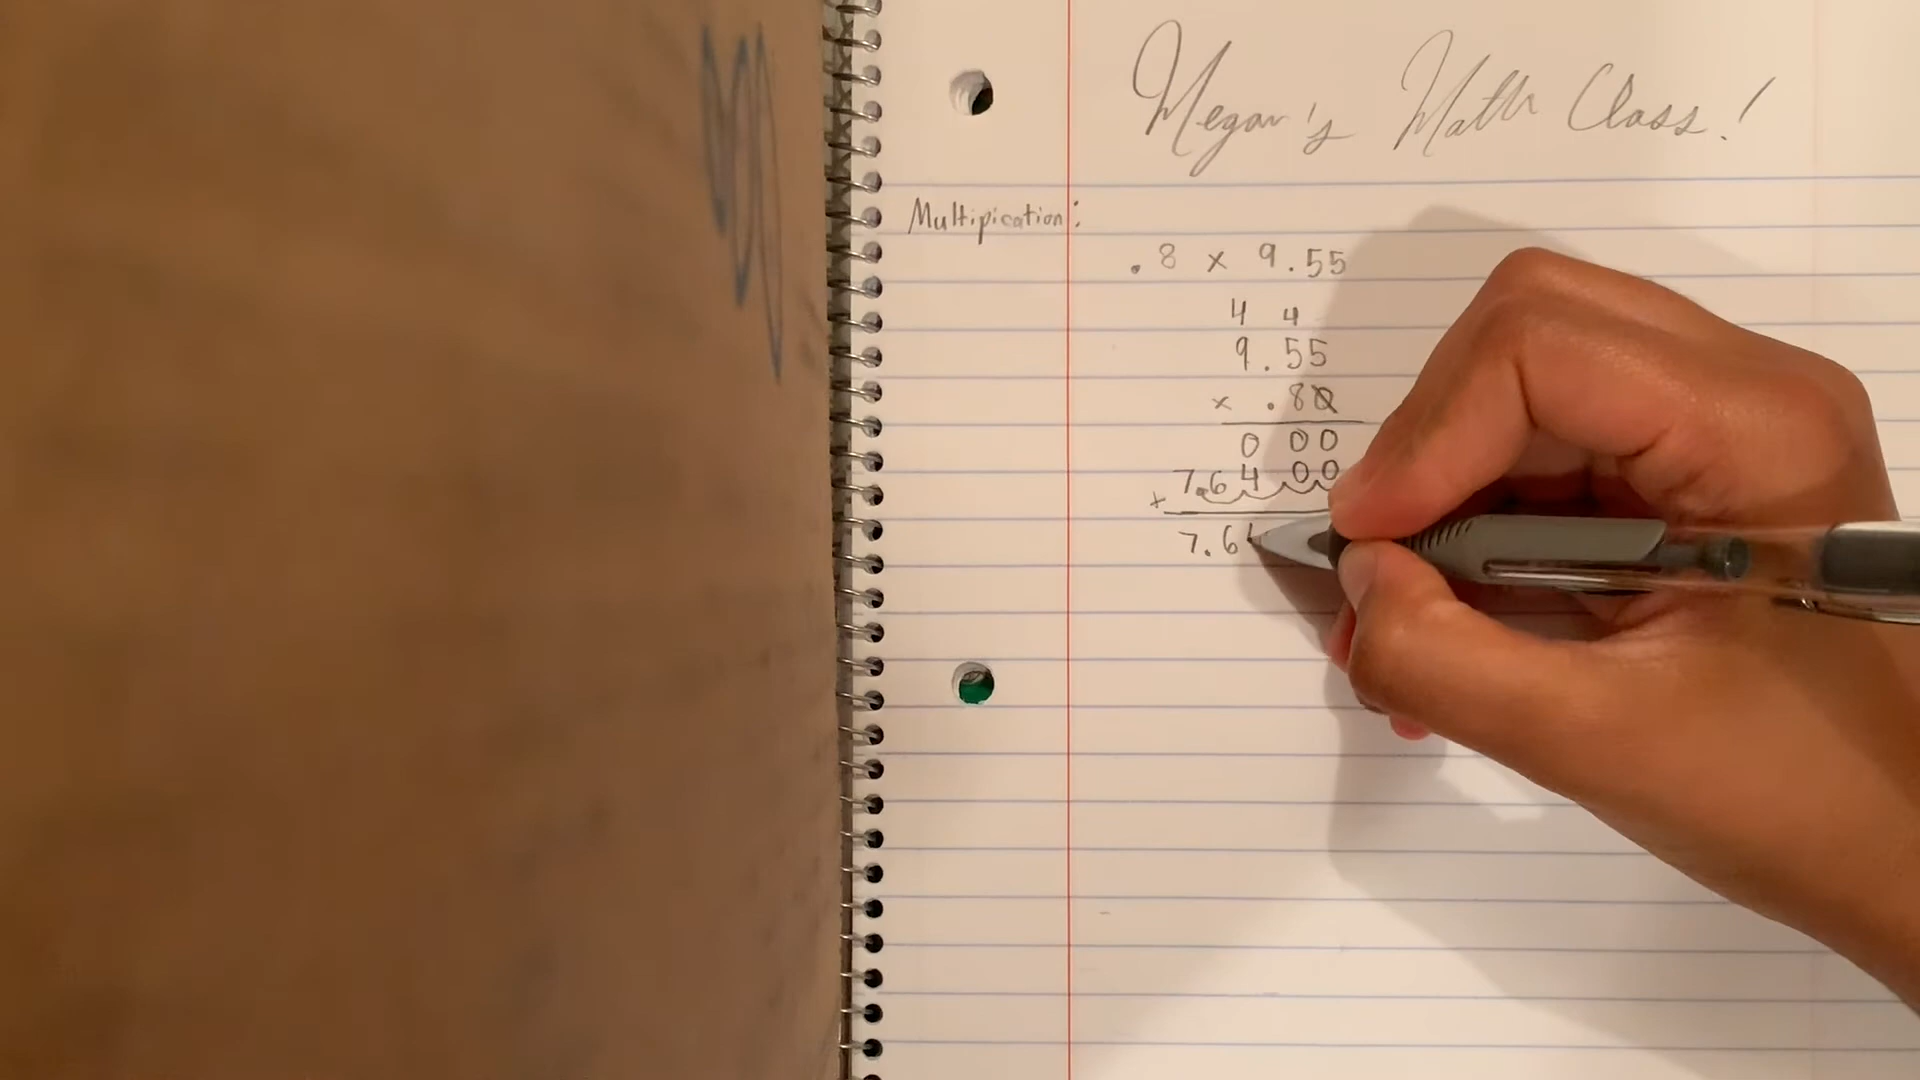 Megan's Math Class!
Multipication:
.8 x 9.55
4 4
9.55
x .80
0 00
7.64 00
+
7.6